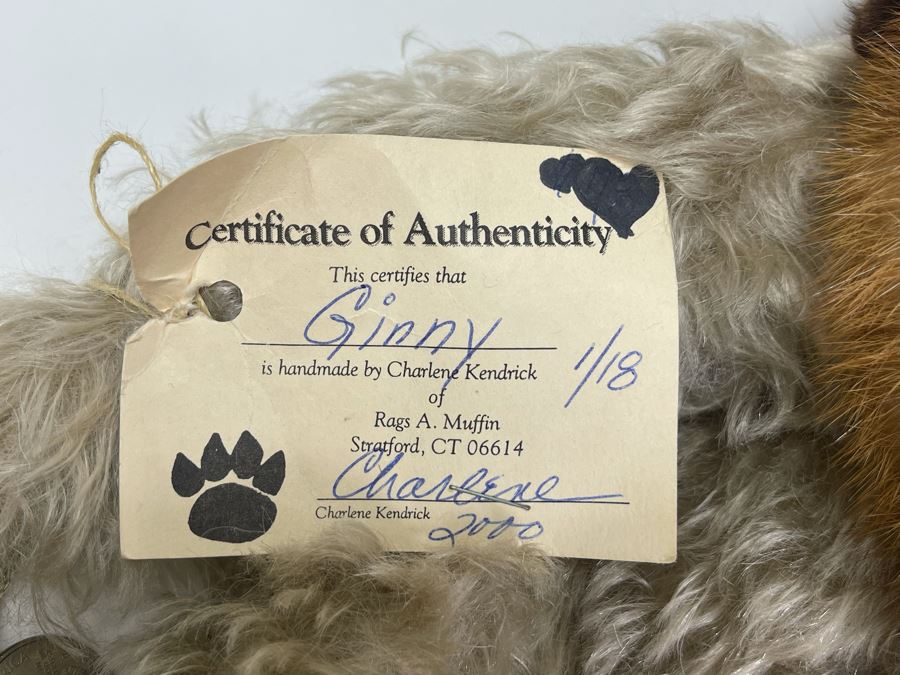 Certificate of Authenticity
This certifies that
Ginny
1/18
is handmade by Charlene Kendrick
of
Rags A. Muffin
Stratford, CT 06614
Charlene
Charlene Kendrick
2000